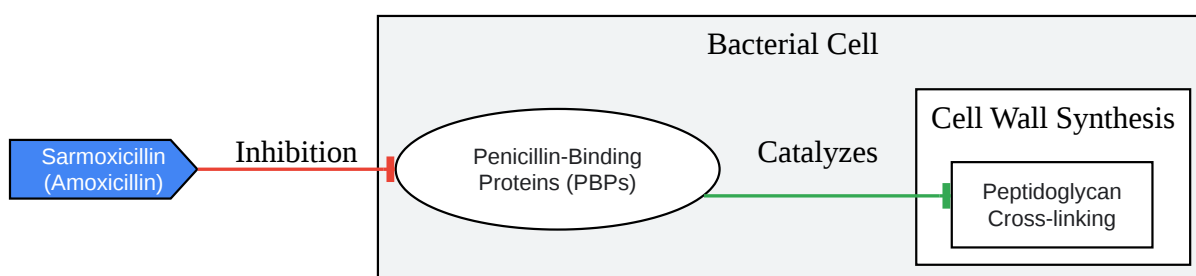 Bacterial Cell
Sarmoxicillin
(Amoxicillin)
Inhibition
Penicillin-Binding
Proteins (PBPs)
Catalyzes
Cell Wall Synthesis
Peptidoglycan
Cross-linking